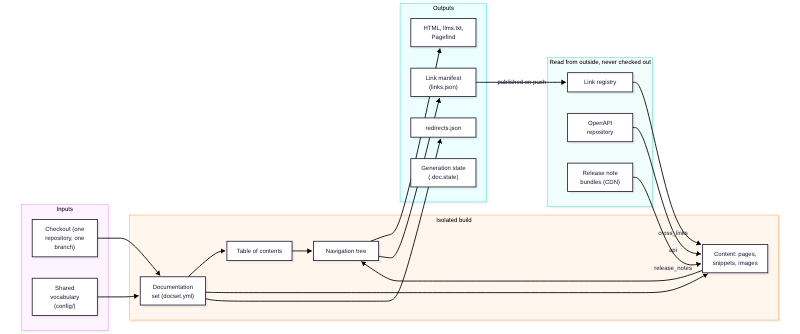 Outputs
HTML, llms.txt,
Pagefind
Link manifest
(links.json)
redirects.json
Generation state
(.doc.state)
published on push
Read from outside, never checked out
Link registry
OpenAPI
repository
Release note
bundles (CDN)
Inputs
Checkout (one
repository, one
branch)
Shared
vocabulary
(config/)
Isolated build
Table of contents
Navigation tree
Documentation
set (docset.yml)
cross_links
api
release_notes
Content: pages,
snippets, images